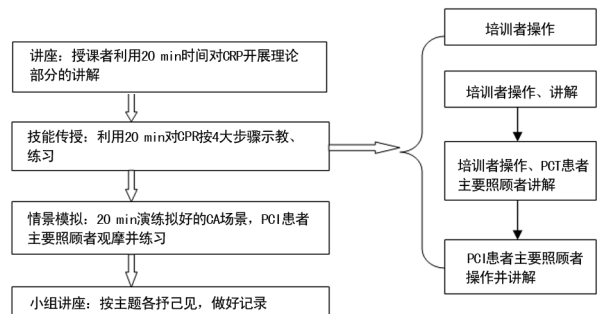 讲座：授课者利用20 min时间对CRP开展理论
部分的讲解
技能传授：利用20 min对CPR按4大步骤示教、
练习
情景模拟：20 min演练拟好的CA场景，PCI患者
主要照顾者观摩并练习
小组讲座：按主题各抒己见，做好记录
培训者操作
培训者操作、讲解
培训者操作、PCT患者
主要照顾者讲解
PCI患者主要照顾者
操作并讲解